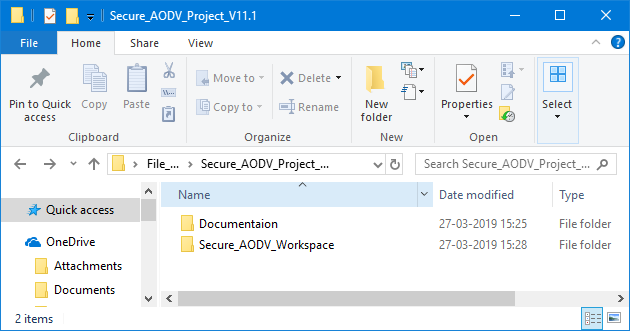 Secure_AODV_Project_V11.1
File Home Share View
Pin to Quick access
Copy
Paste
Clipboard
Move to
Copy to
Delete
Rename
Organize
New folder
New
Properties
Open
Select
File_... Secure_AODV_Project_... Search Secure_AODV_Project_...
Name Date modified Type
Quick access
OneDrive
Attachments
Documents
Documentaion 27-03-2019 15:25 File folder
Secure_AODV_Workspace 27-03-2019 15:28 File folder
2 items